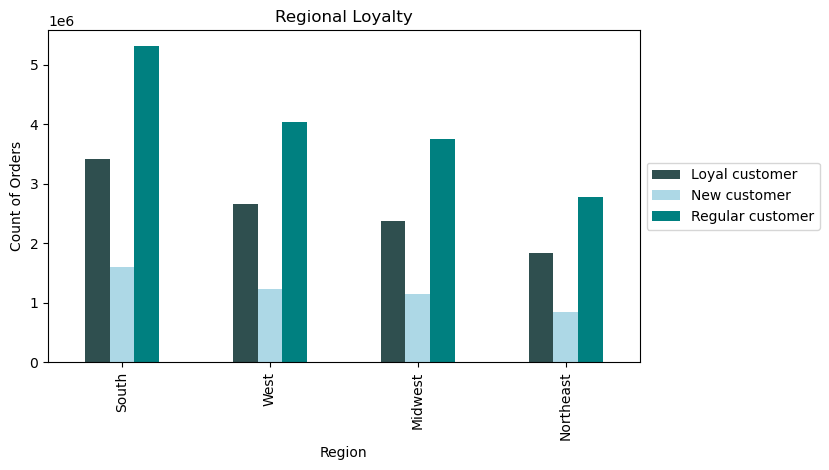 Regional Loyalty
1e6
5
4
3
2
1
0
Count of Orders
South
West
Midwest
Northeast
Region
Loyal customer
New customer
Regular customer